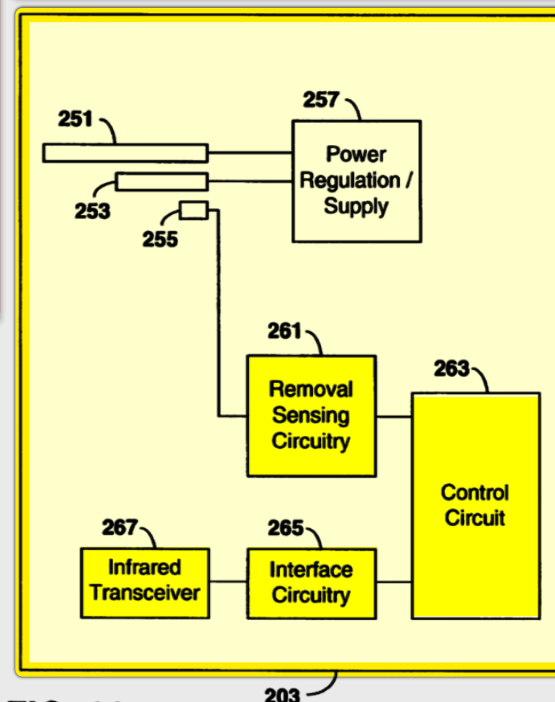 251
257
Power
Regulation /
Supply
253
255
261
Removal
Sensing
Circuitry
263
Control
Circuit
267
Infrared
Transceiver
265
Interface
Circuitry
203